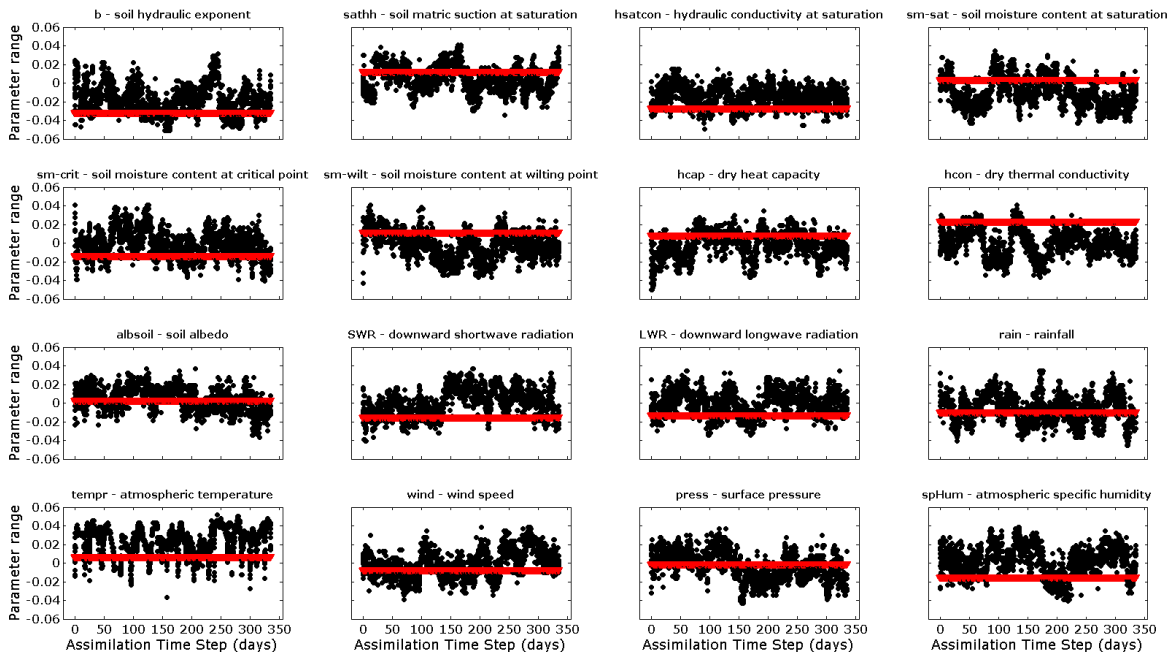 b - soil hydraulic exponent
sathh - soil matric suction at saturation
hsatcon - hydraulic conductivity at saturation
sm-sat - soil moisture content at saturation
Parameter range
0.06
0.04
0.02
0
-0.02
-0.04
-0.06
sm-crit - soil moisture content at critical point
sm-wilt - soil moisture content at wilting point
hcap - dry heat capacity
hcon - dry thermal conductivity
Parameter range
0.06
0.04
0.02
0
-0.02
-0.04
-0.06
albsoil - soil albedo
SWR - downward shortwave radiation
LWR - downward longwave radiation
rain - rainfall
Parameter range
0.06
0.04
0.02
0
-0.02
-0.04
-0.06
tempr - atmospheric temperature
wind - wind speed
press - surface pressure
spHum - atmospheric specific humidity
Parameter range
0.06
0.04
0.02
0
-0.02
-0.04
-0.06
0 50 100 150 200 250 300 350
0 50 100 150 200 250 300 350
0 50 100 150 200 250 300 350
0 50 100 150 200 250 300 350
Assimilation Time Step (days)
Assimilation Time Step (days)
Assimilation Time Step (days)
Assimilation Time Step (days)